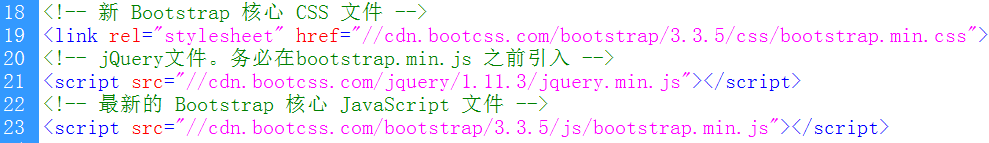 18 <!-- 新 Bootstrap 核心 CSS 文件 -->
19 <link rel="stylesheet" href="//cdn.bootcss.com/bootstrap/3.3.5/css/bootstrap.min.css">
20 <!-- jQuery文件。务必在bootstrap.min.js 之前引入 -->
21 <script src="//cdn.bootcss.com/jquery/1.11.3/jquery.min.js"></script>
22 <!-- 最新的 Bootstrap 核心 JavaScript 文件 -->
23 <script src="//cdn.bootcss.com/bootstrap/3.3.5/js/bootstrap.min.js"></script>